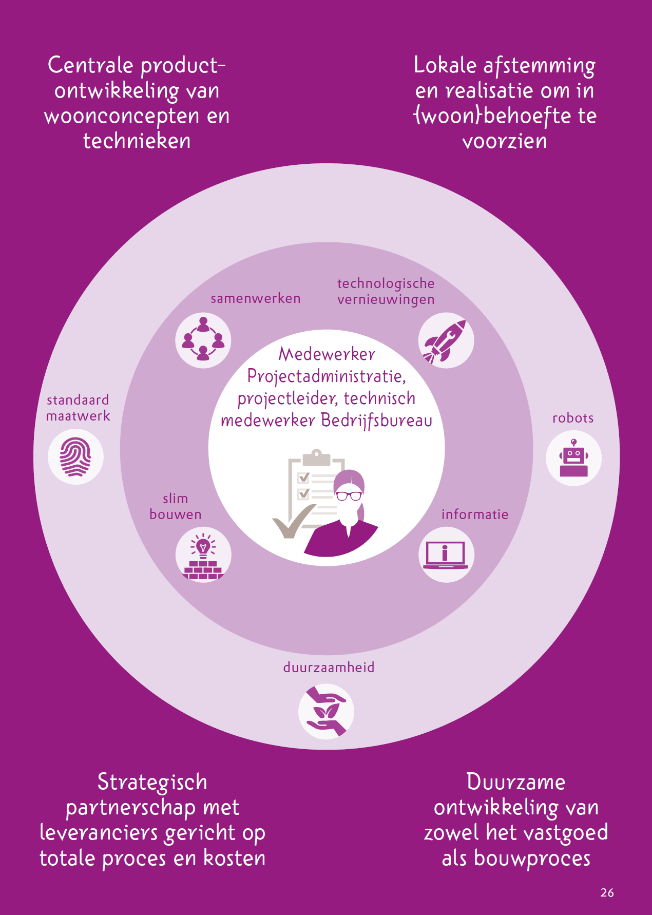 Centrale product-
ontwikkeling van
woonconcepten en
technieken
Lokale afstemming
en realisatie om in
(woon)behoefte te
voorzien
samenwerken
technologische
vernieuwingen
Medewerker
Projectadministratie,
projectleider, technisch
medewerker Bedrijfsbureau
standaard
maatwerk
robots
slim
bouwen
informatie
duurzaamheid
Strategisch
partnerschap met
leveranciers gericht op
totale proces en kosten
Duurzame
ontwikkeling van
zowel het vastgoed
als bouwproces
26